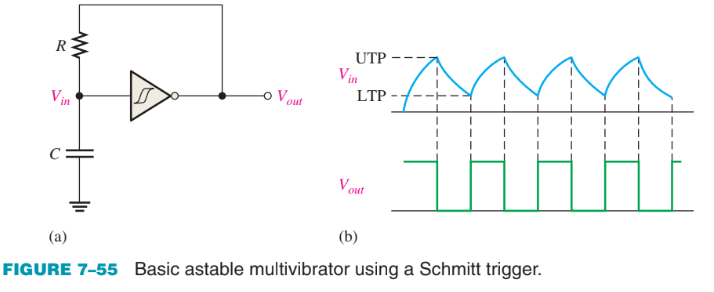 R
V_in
V_out
C
(a)
UTP
V_in
LTP
V_out
(b)
FIGURE 7–55 Basic astable multivibrator using a Schmitt trigger.